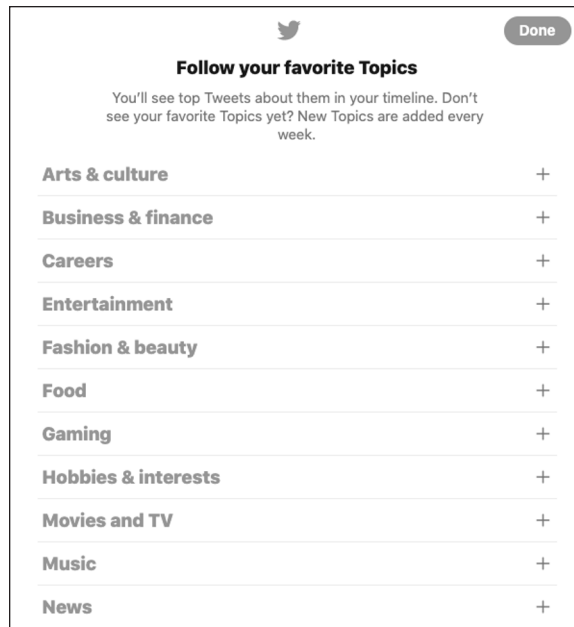 Done
Follow your favorite Topics
You’ll see top Tweets about them in your timeline. Don’t
see your favorite Topics yet? New Topics are added every
week.
Arts & culture +
Business & finance +
Careers +
Entertainment +
Fashion & beauty +
Food +
Gaming +
Hobbies & interests +
Movies and TV +
Music +
News +